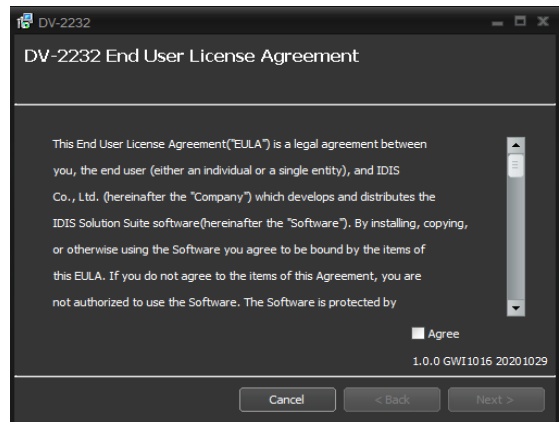 DV-2232
DV-2232 End User License Agreement
This End User License Agreement("EULA") is a legal agreement between
you, the end user (either an individual or a single entity), and IDIS
Co., Ltd. (hereinafter the "Company") which develops and distributes the
IDIS Solution Suite software(hereinafter the "Software"). By installing, copying,
or otherwise using the Software you agree to be bound by the items of
this EULA. If you do not agree to the items of this Agreement, you are
not authorized to use the Software. The Software is protected by
Agree
1.0.0 GWI1016 20201029
Cancel
< Back
Next >